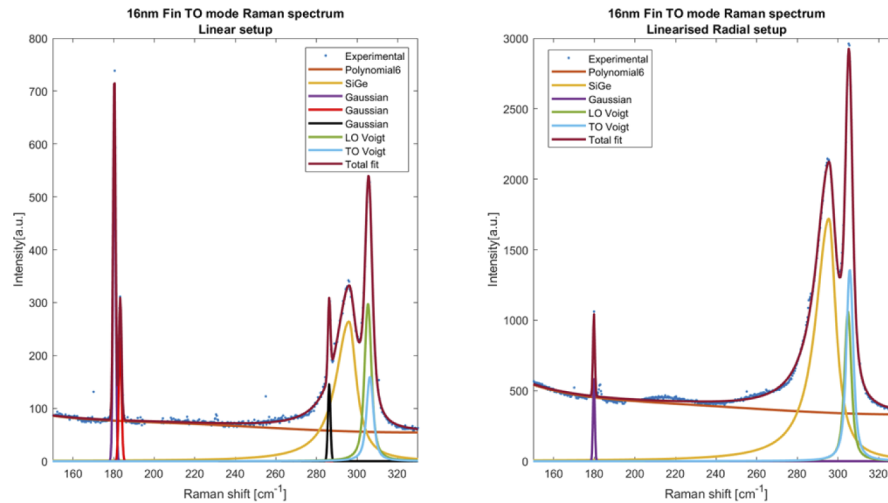 16nm Fin TO mode Raman spectrum
Linear setup
800
700
600
500
400
300
200
100
0
Intensity[a.u.]
160
180
200
220
240
260
280
300
320
Raman shift [cm-1]
Experimental
Polynomial6
SiGe
Gaussian
Gaussian
Gaussian
LO Voigt
TO Voigt
Total fit
16nm Fin TO mode Raman spectrum
Linearised Radial setup
3000
2500
2000
1500
1000
500
0
Intensity[a.u.]
160
180
200
220
240
260
280
300
320
Raman shift [cm-1]
Experimental
Polynomial6
SiGe
Gaussian
LO Voigt
TO Voigt
Total fit